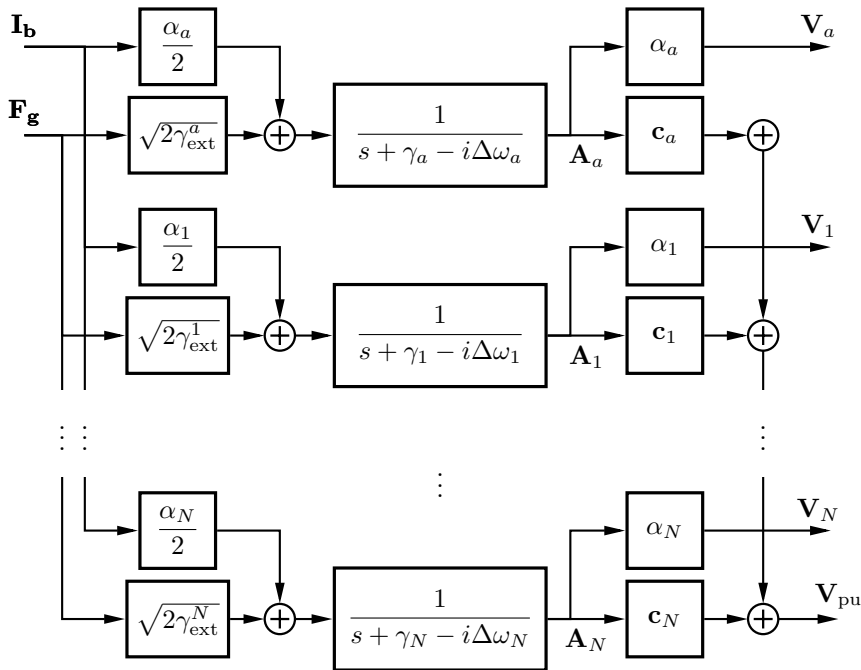 I_b
α_a/2
α_a
V_a
F_g
√(2γ_ext^a)
+
1/(s + γ_a − iΔω_a)
A_a
c_a
+
α_1/2
α_1
V_1
√(2γ_ext^1)
+
1/(s + γ_1 − iΔω_1)
A_1
c_1
+
⋮ ⋮ ⋮
⋮
α_N/2
α_N
V_N
√(2γ_ext^N)
+
1/(s + γ_N − iΔω_N)
A_N
c_N
+
V_pu